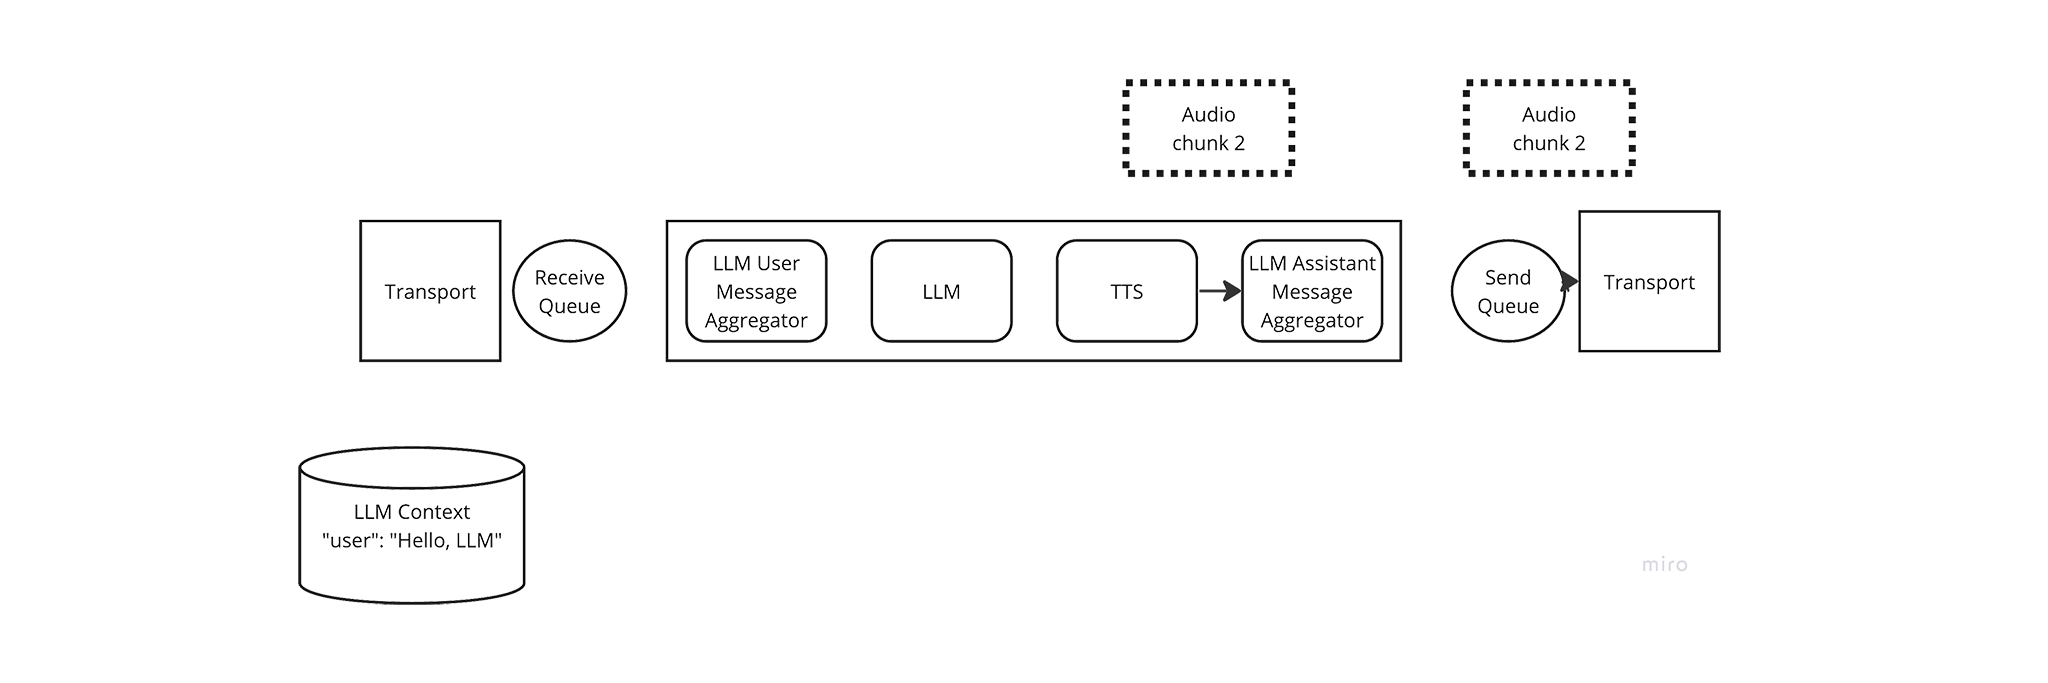 Audio
chunk 2
Audio
chunk 2
Transport
Receive
Queue
LLM User
Message
Aggregator
LLM
TTS
LLM Assistant
Message
Aggregator
Send
Queue
Transport
LLM Context
"user": "Hello, LLM"
miro